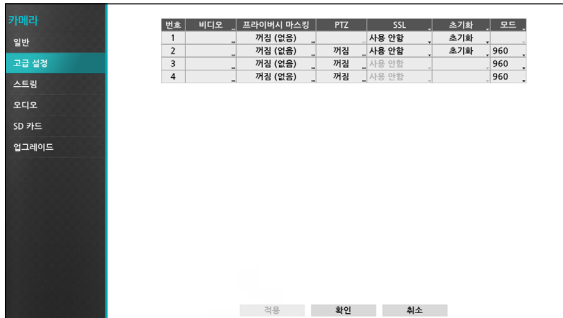 카메라
일반
고급 설정
스트림
오디오
SD 카드
업그레이드
번호 비디오 프라이버시 마스킹 PTZ SSL 초기화 모드
1 꺼짐 (없음) 사용 안함 초기화
2 꺼짐 (없음) 꺼짐 사용 안함 초기화 960
3 꺼짐 (없음) 꺼짐 사용 안함 960
4 꺼짐 (없음) 꺼짐 사용 안함 960
적용 확인 취소